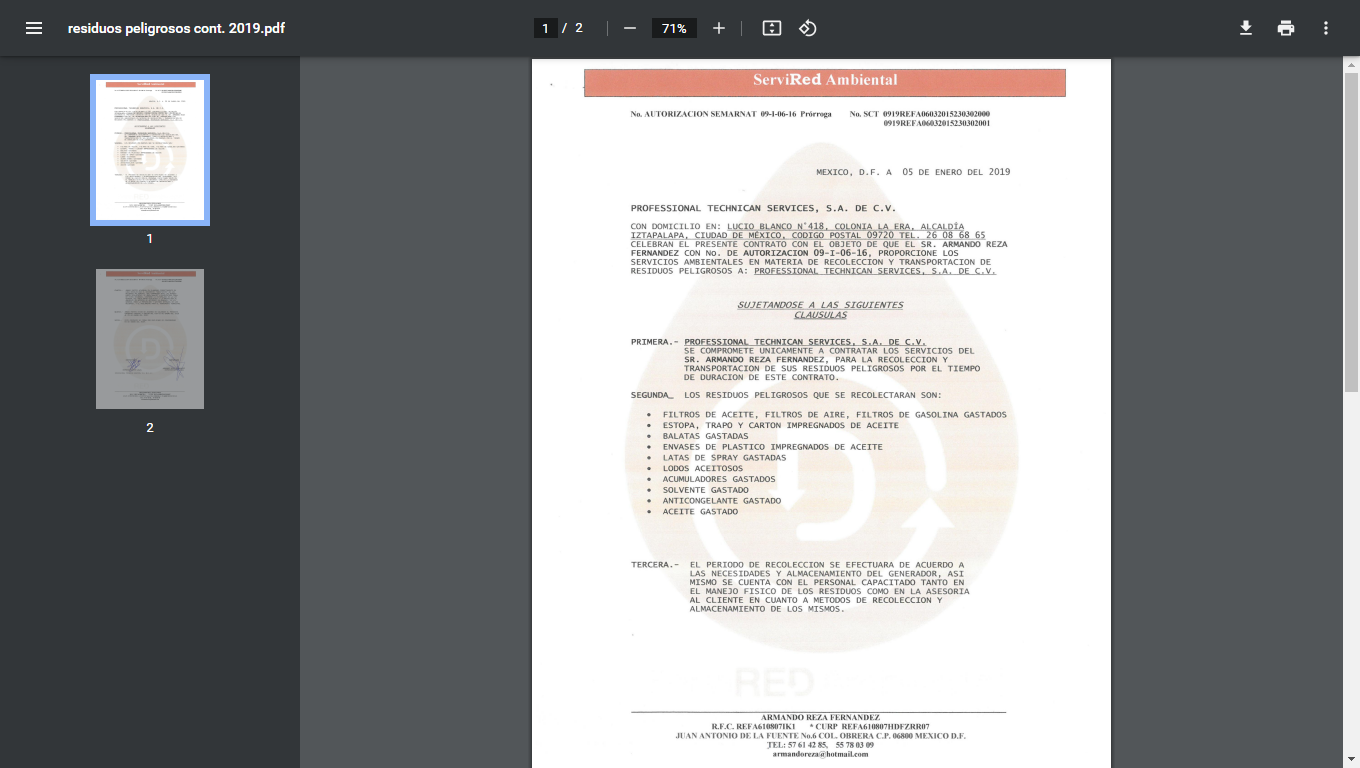 residuos peligrosos cont. 2019.pdf
1 / 2
71%
1
2
ServiRed Ambiental
No. AUTORIZACION SEMARNAT 09-I-06-16 Prórroga No. SCT 0919REFA06032015230302000
0919REFA06032015230302001
MEXICO, D.F. A 05 DE ENERO DEL 2019
PROFESSIONAL TECHNICAN SERVICES, S.A. DE C.V.
CON DOMICILIO EN: LUCIO BLANCO N°418, COLONIA LA ERA, ALCALDÍA
IZTAPALAPA, CIUDAD DE MÉXICO, CODIGO POSTAL 09720 TEL. 26 08 68 65
CELEBRAN EL PRESENTE CONTRATO CON EL OBJETO DE QUE EL SR. ARMANDO REZA
FERNANDEZ CON No. DE AUTORIZACION 09-I-06-16, PROPORCIONE LOS
SERVICIOS AMBIENTALES EN MATERIA DE RECOLECCION Y TRANSPORTACION DE
RESIDUOS PELIGROSOS A: PROFESSIONAL TECHNICAN SERVICES, S.A. DE C.V.
SUJETANDOSE A LAS SIGUIENTES
CLAUSULAS
PRIMERA.- PROFESSIONAL TECHNICAN SERVICES, S.A. DE C.V.
SE COMPROMETE UNICAMENTE A CONTRATAR LOS SERVICIOS DEL
SR. ARMANDO REZA FERNANDEZ, PARA LA RECOLECCION Y
TRANSPORTACION DE SUS RESIDUOS PELIGROSOS POR EL TIEMPO
DE DURACION DE ESTE CONTRATO.
SEGUNDA_ LOS RESIDUOS PELIGROSOS QUE SE RECOLECTARAN SON:
• FILTROS DE ACEITE, FILTROS DE AIRE, FILTROS DE GASOLINA GASTADOS
• ESTOPA, TRAPO Y CARTON IMPREGNADOS DE ACEITE
• BALATAS GASTADAS
• ENVASES DE PLASTICO IMPREGNADOS DE ACEITE
• LATAS DE SPRAY GASTADAS
• LODOS ACEITOSOS
• ACUMULADORES GASTADOS
• SOLVENTE GASTADO
• ANTICONGELANTE GASTADO
• ACEITE GASTADO
TERCERA.- EL PERIODO DE RECOLECCION SE EFECTUARA DE ACUERDO A
LAS NECESIDADES Y ALMACENAMIENTO DEL GENERADOR, ASI
MISMO SE CUENTA CON EL PERSONAL CAPACITADO TANTO EN
EL MANEJO FISICO DE LOS RESIDUOS COMO EN LA ASESORIA
AL CLIENTE EN CUANTO A METODOS DE RECOLECCION Y
ALMACENAMIENTO DE LOS MISMOS.
RED
ARMANDO REZA FERNANDEZ
R.F.C. REFA610807IK1 * CURP REFA610807HDFZRR07
JUAN ANTONIO DE LA FUENTE No.6 COL. OBRERA C.P. 06800 MEXICO D.F.
TEL: 57 61 42 85, 55 78 03 09
armandoreza@hotmail.com